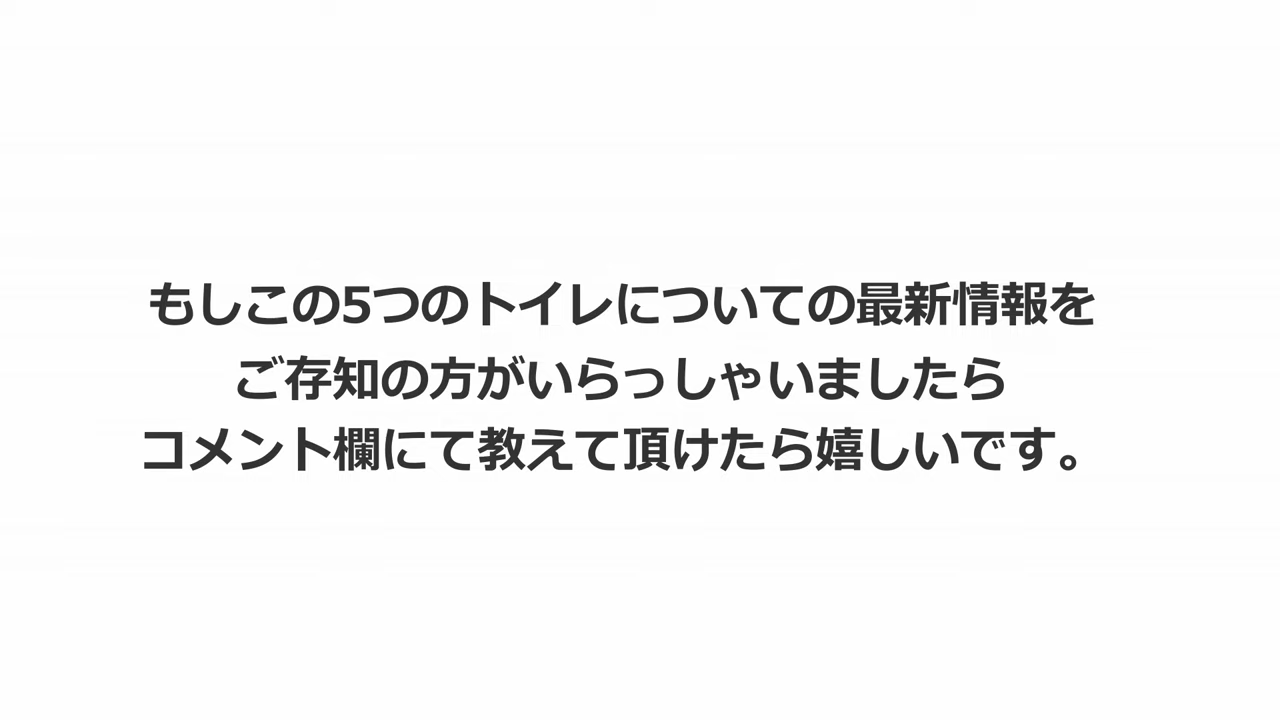 もしこの5つのトイレについての最新情報を
ご存知の方がいらっしゃいましたら
コメント欄にて教えて頂けたら嬉しいです。